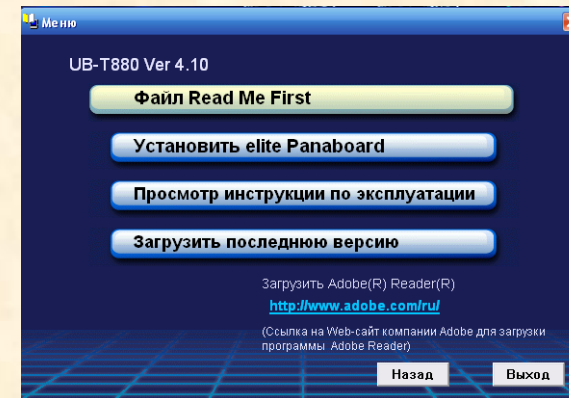 Меню
UB-T880 Ver 4.10
Файл Read Me First
Установить elite Panaboard
Просмотр инструкции по эксплуатации
Загрузить последнюю версию
Загрузить Adobe(R) Reader(R)
http://www.adobe.com/ru/
(Ссылка на Web-сайт компании Adobe для загрузки
программы Adobe Reader)
Назад Выход